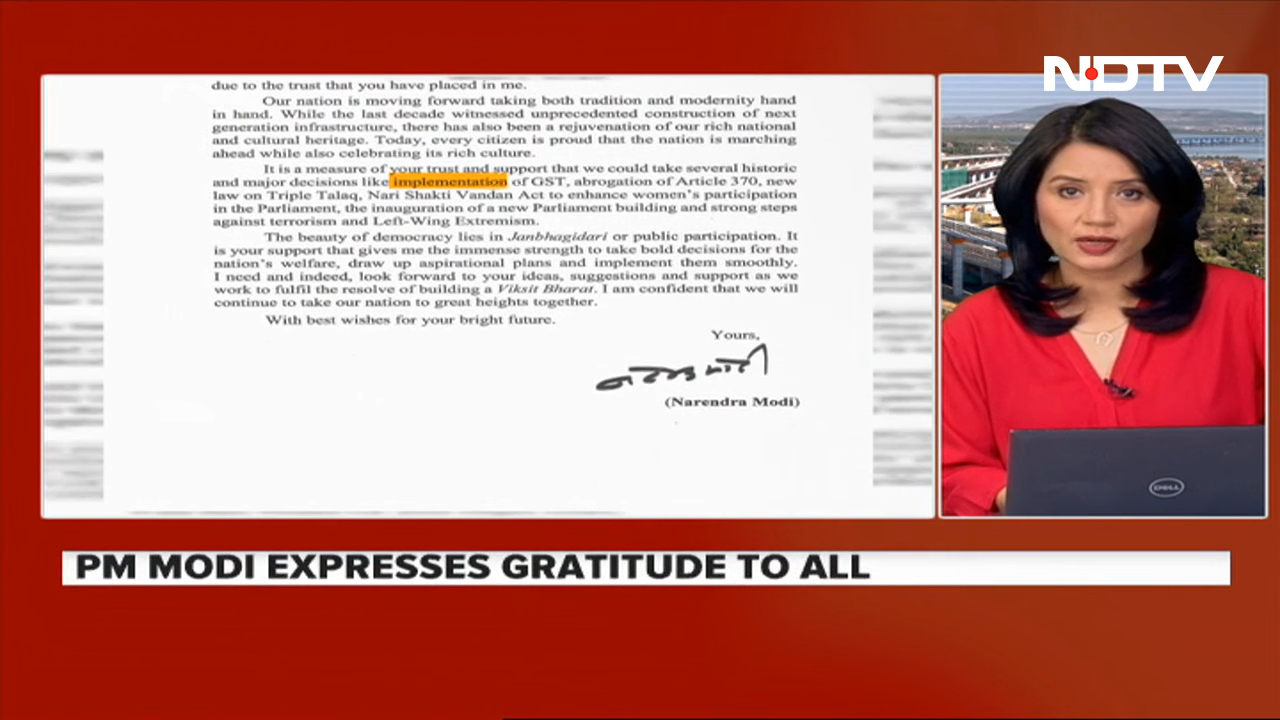 NDTV
due to the trust that you have placed in me.
Our nation is moving forward taking both tradition and modernity hand
in hand. While the last decade witnessed unprecedented construction of next
generation infrastructure, there has also been a rejuvenation of our rich national
and cultural heritage. Today, every citizen is proud that the nation is marching
ahead while also celebrating its rich culture.
It is a measure of your trust and support that we could take several historic
and major decisions like implementation of GST, abrogation of Article 370, new
law on Triple Talaq, Nari Shakti Vandan Act to enhance women's participation
in the Parliament, the inauguration of a new Parliament building and strong steps
against terrorism and Left-Wing Extremism.
The beauty of democracy lies in Janbhagidari or public participation. It
is your support that gives me the immense strength to take bold decisions for the
nation's welfare, draw up aspirational plans and implement them smoothly.
I need and indeed, look forward to your ideas, suggestions and support as we
work to fulfil the resolve of building a Viksit Bharat. I am confident that we will
continue to take our nation to great heights together.
With best wishes for your bright future.
Yours,
(Narendra Modi)
DELL
PM MODI EXPRESSES GRATITUDE TO ALL